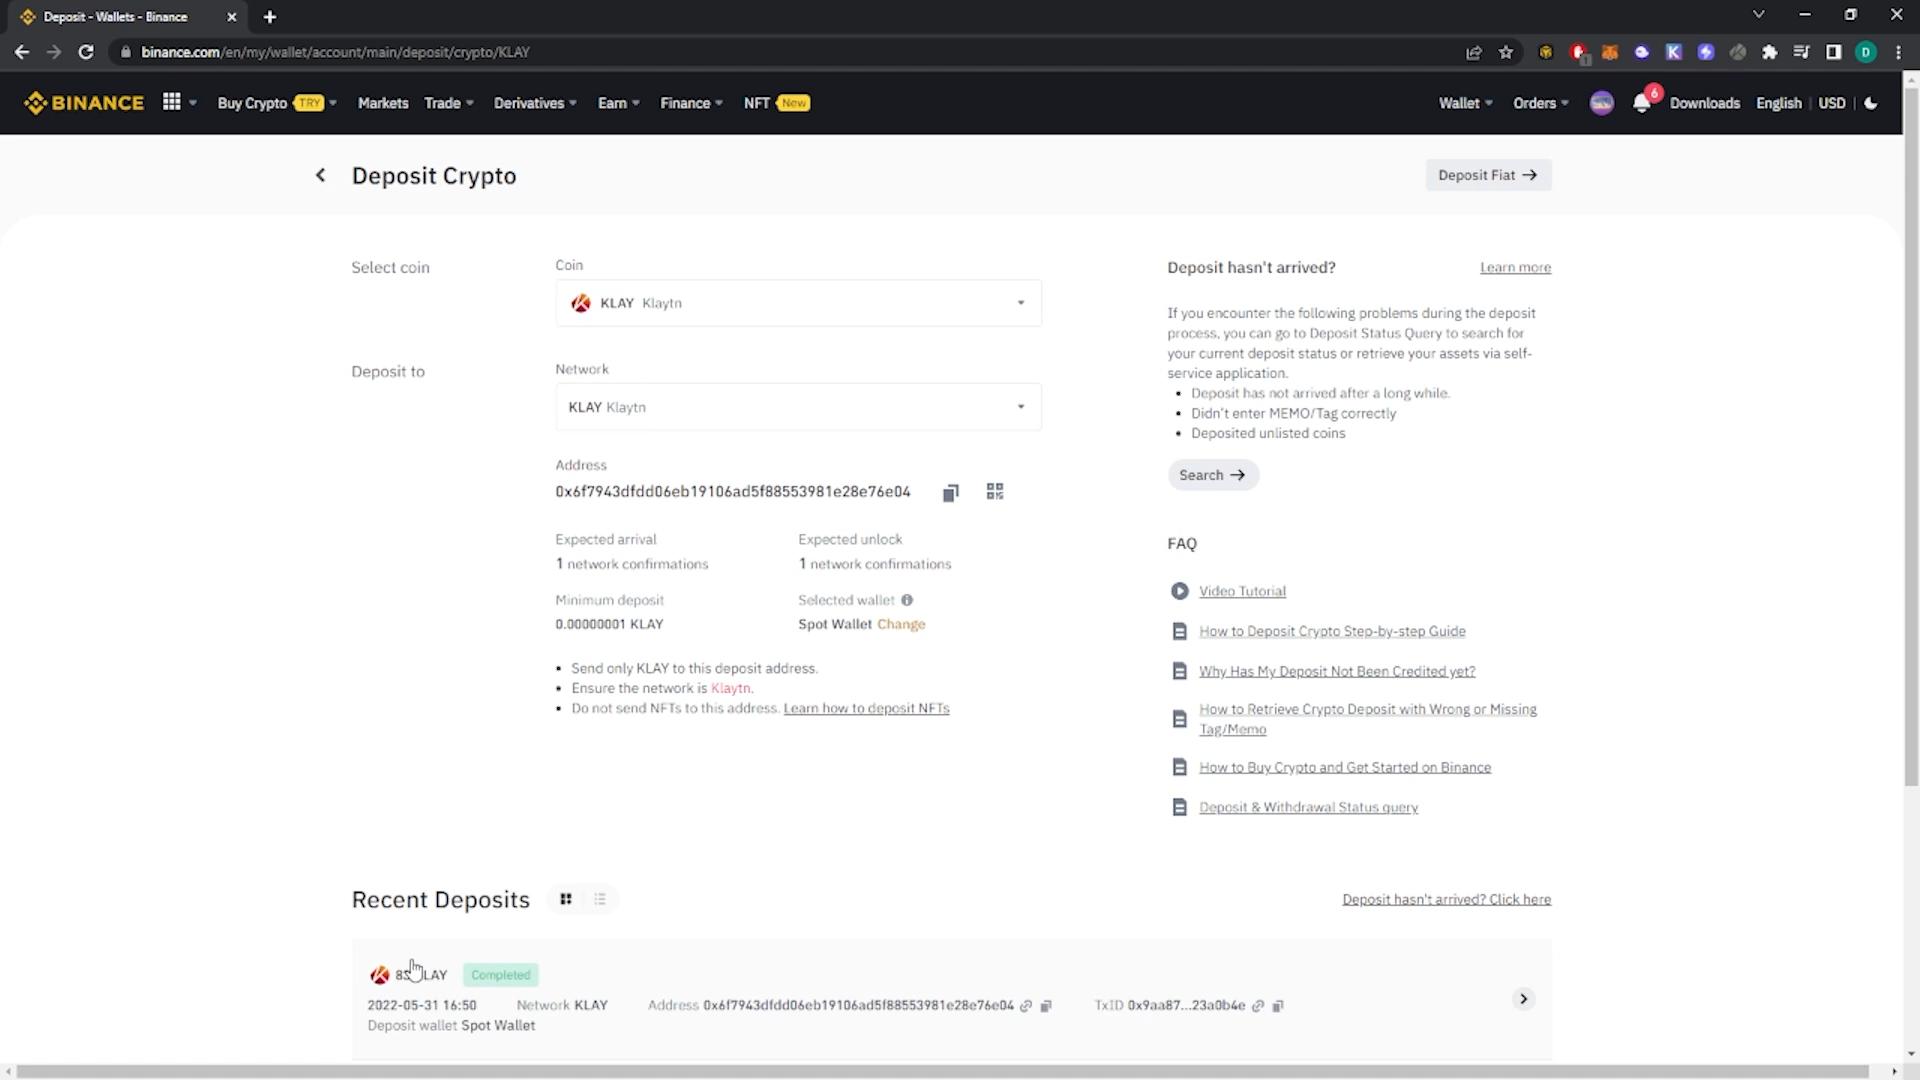 Deposit - Wallets - Binance
binance.com/en/my/wallet/account/main/deposit/crypto/KLAY
1
K
D
BINANCE
Buy Crypto TRY Markets Trade Derivatives Earn Finance NFT New
Wallet Orders 6 Downloads English USD
Deposit Crypto
Deposit Fiat
Select coin
Coin
KLAY Klaytn
Deposit to
Network
KLAY Klaytn
Address
0x6f7943dfdd06eb19106ad5f88553981e28e76e04
Expected arrival
1 network confirmations
Expected unlock
1 network confirmations
Minimum deposit
0.00000001 KLAY
Selected wallet
Spot Wallet Change
• Send only KLAY to this deposit address.
• Ensure the network is Klaytn.
• Do not send NFTs to this address. Learn how to deposit NFTs
Deposit hasn't arrived?
Learn more
If you encounter the following problems during the deposit
process, you can go to Deposit Status Query to search for
your current deposit status or retrieve your assets via self-
service application.
• Deposit has not arrived after a long while.
• Didn't enter MEMO/Tag correctly
• Deposited unlisted coins
Search
FAQ
Video Tutorial
How to Deposit Crypto Step-by-step Guide
Why Has My Deposit Not Been Credited yet?
How to Retrieve Crypto Deposit with Wrong or Missing
Tag/Memo
How to Buy Crypto and Get Started on Binance
Deposit & Withdrawal Status query
Recent Deposits
Deposit hasn't arrived? Click here
Completed
2022-05-31 16:50 Network KLAY Address 0x6f7943dfdd06eb19106ad5f88553981e28e76e04 TxID 0x9aa87...23a0b4e
Deposit wallet Spot Wallet